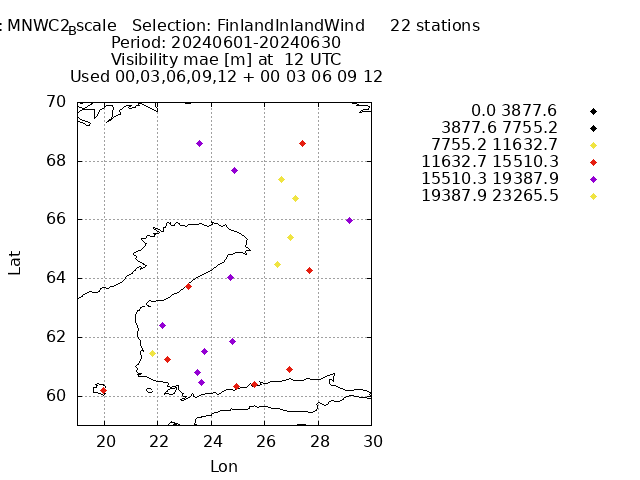 : MNWC2_Bscale   Selection: FinlandInlandWind     22 stations
Period: 20240601-20240630
Visibility mae [m] at  12 UTC
Used 00,03,06,09,12 + 00 03 06 09 12
0.0 3877.6
3877.6 7755.2
7755.2 11632.7
11632.7 15510.3
15510.3 19387.9
19387.9 23265.5
70
68
66
64
62
60
Lat
20 22 24 26 28 30
Lon